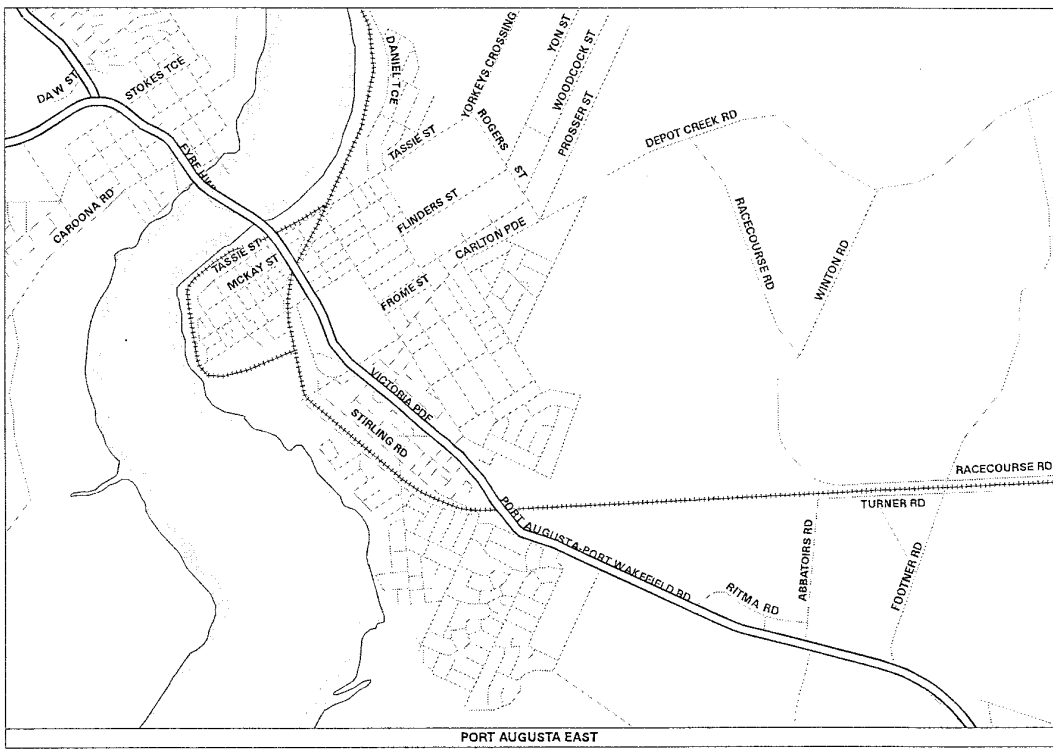 DAW ST
STOKES TCE
DANIEL TCE
YORKEYS CROSSING
YON ST
WOODCOCK ST
PROSSER ST
ROGERS ST
TASSIE ST
DEPOT CREEK RD
EYRE HWY
CAROONA RD
FLINDERS ST
CARLTON PDE
RACECOURSE RD
WINTON RD
TASSIE ST
MCKAY ST
FROME ST
VICTORIA PDE
STIRLING RD
RACECOURSE RD
TURNER RD
PORT AUGUSTA-PORT WAKEFIELD RD
ABBATOIRS RD
FOOTNER RD
RITMA RD
PORT AUGUSTA EAST